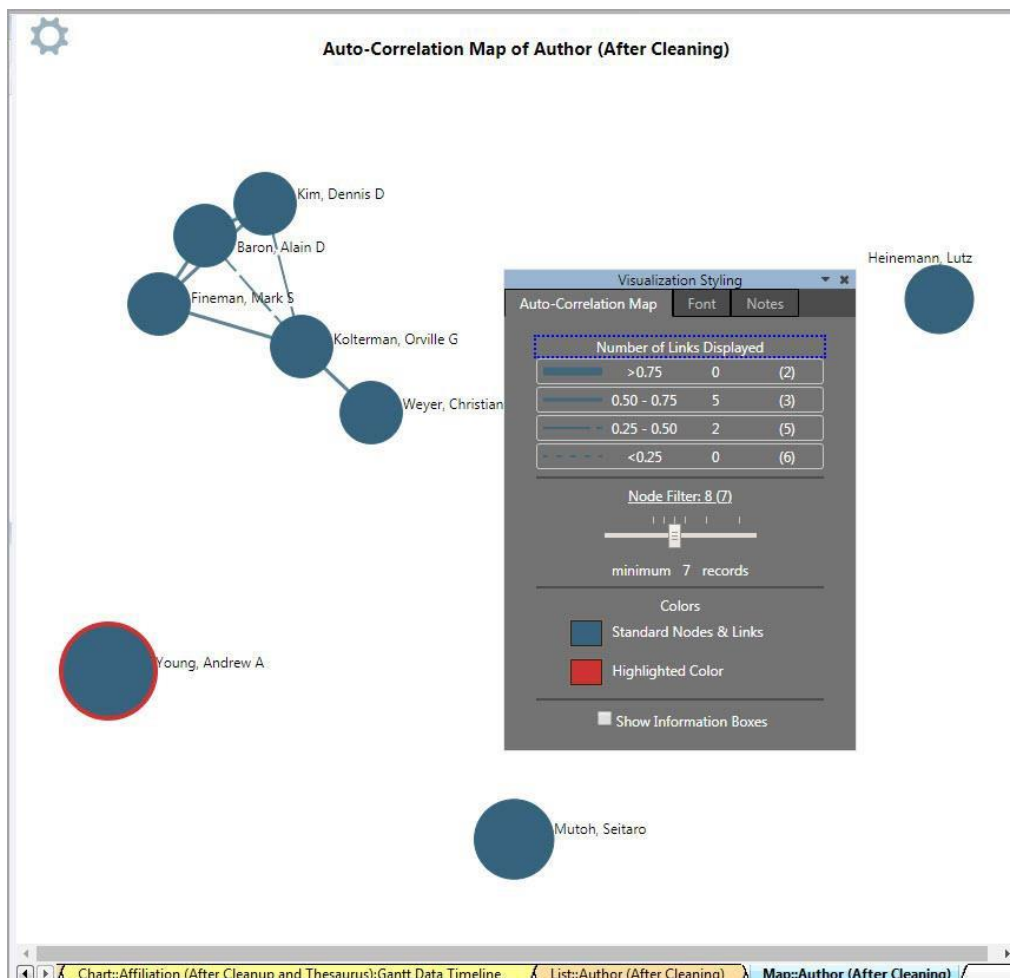 Auto-Correlation Map of Author (After Cleaning)
Kim, Dennis D
Baron, Alain D
Fineman, Mark S
Kolterman, Orville G
Weyer, Christian
Heinemann, Lutz
Visualization Styling
Auto-Correlation Map Font Notes
Number of Links Displayed
>0.75 0 (2)
0.50 - 0.75 5 (3)
0.25 - 0.50 2 (5)
<0.25 0 (6)
Node Filter: 8 (7)
minimum 7 records
Colors
Standard Nodes & Links
Highlighted Color
Show Information Boxes
Young, Andrew A
Mutoh, Seitaro
Chart::Affiliation (After Cleanup and Thesaurus):Gantt Data Timeline List::Author (After Cleaning) Map::Author (After Cleaning)